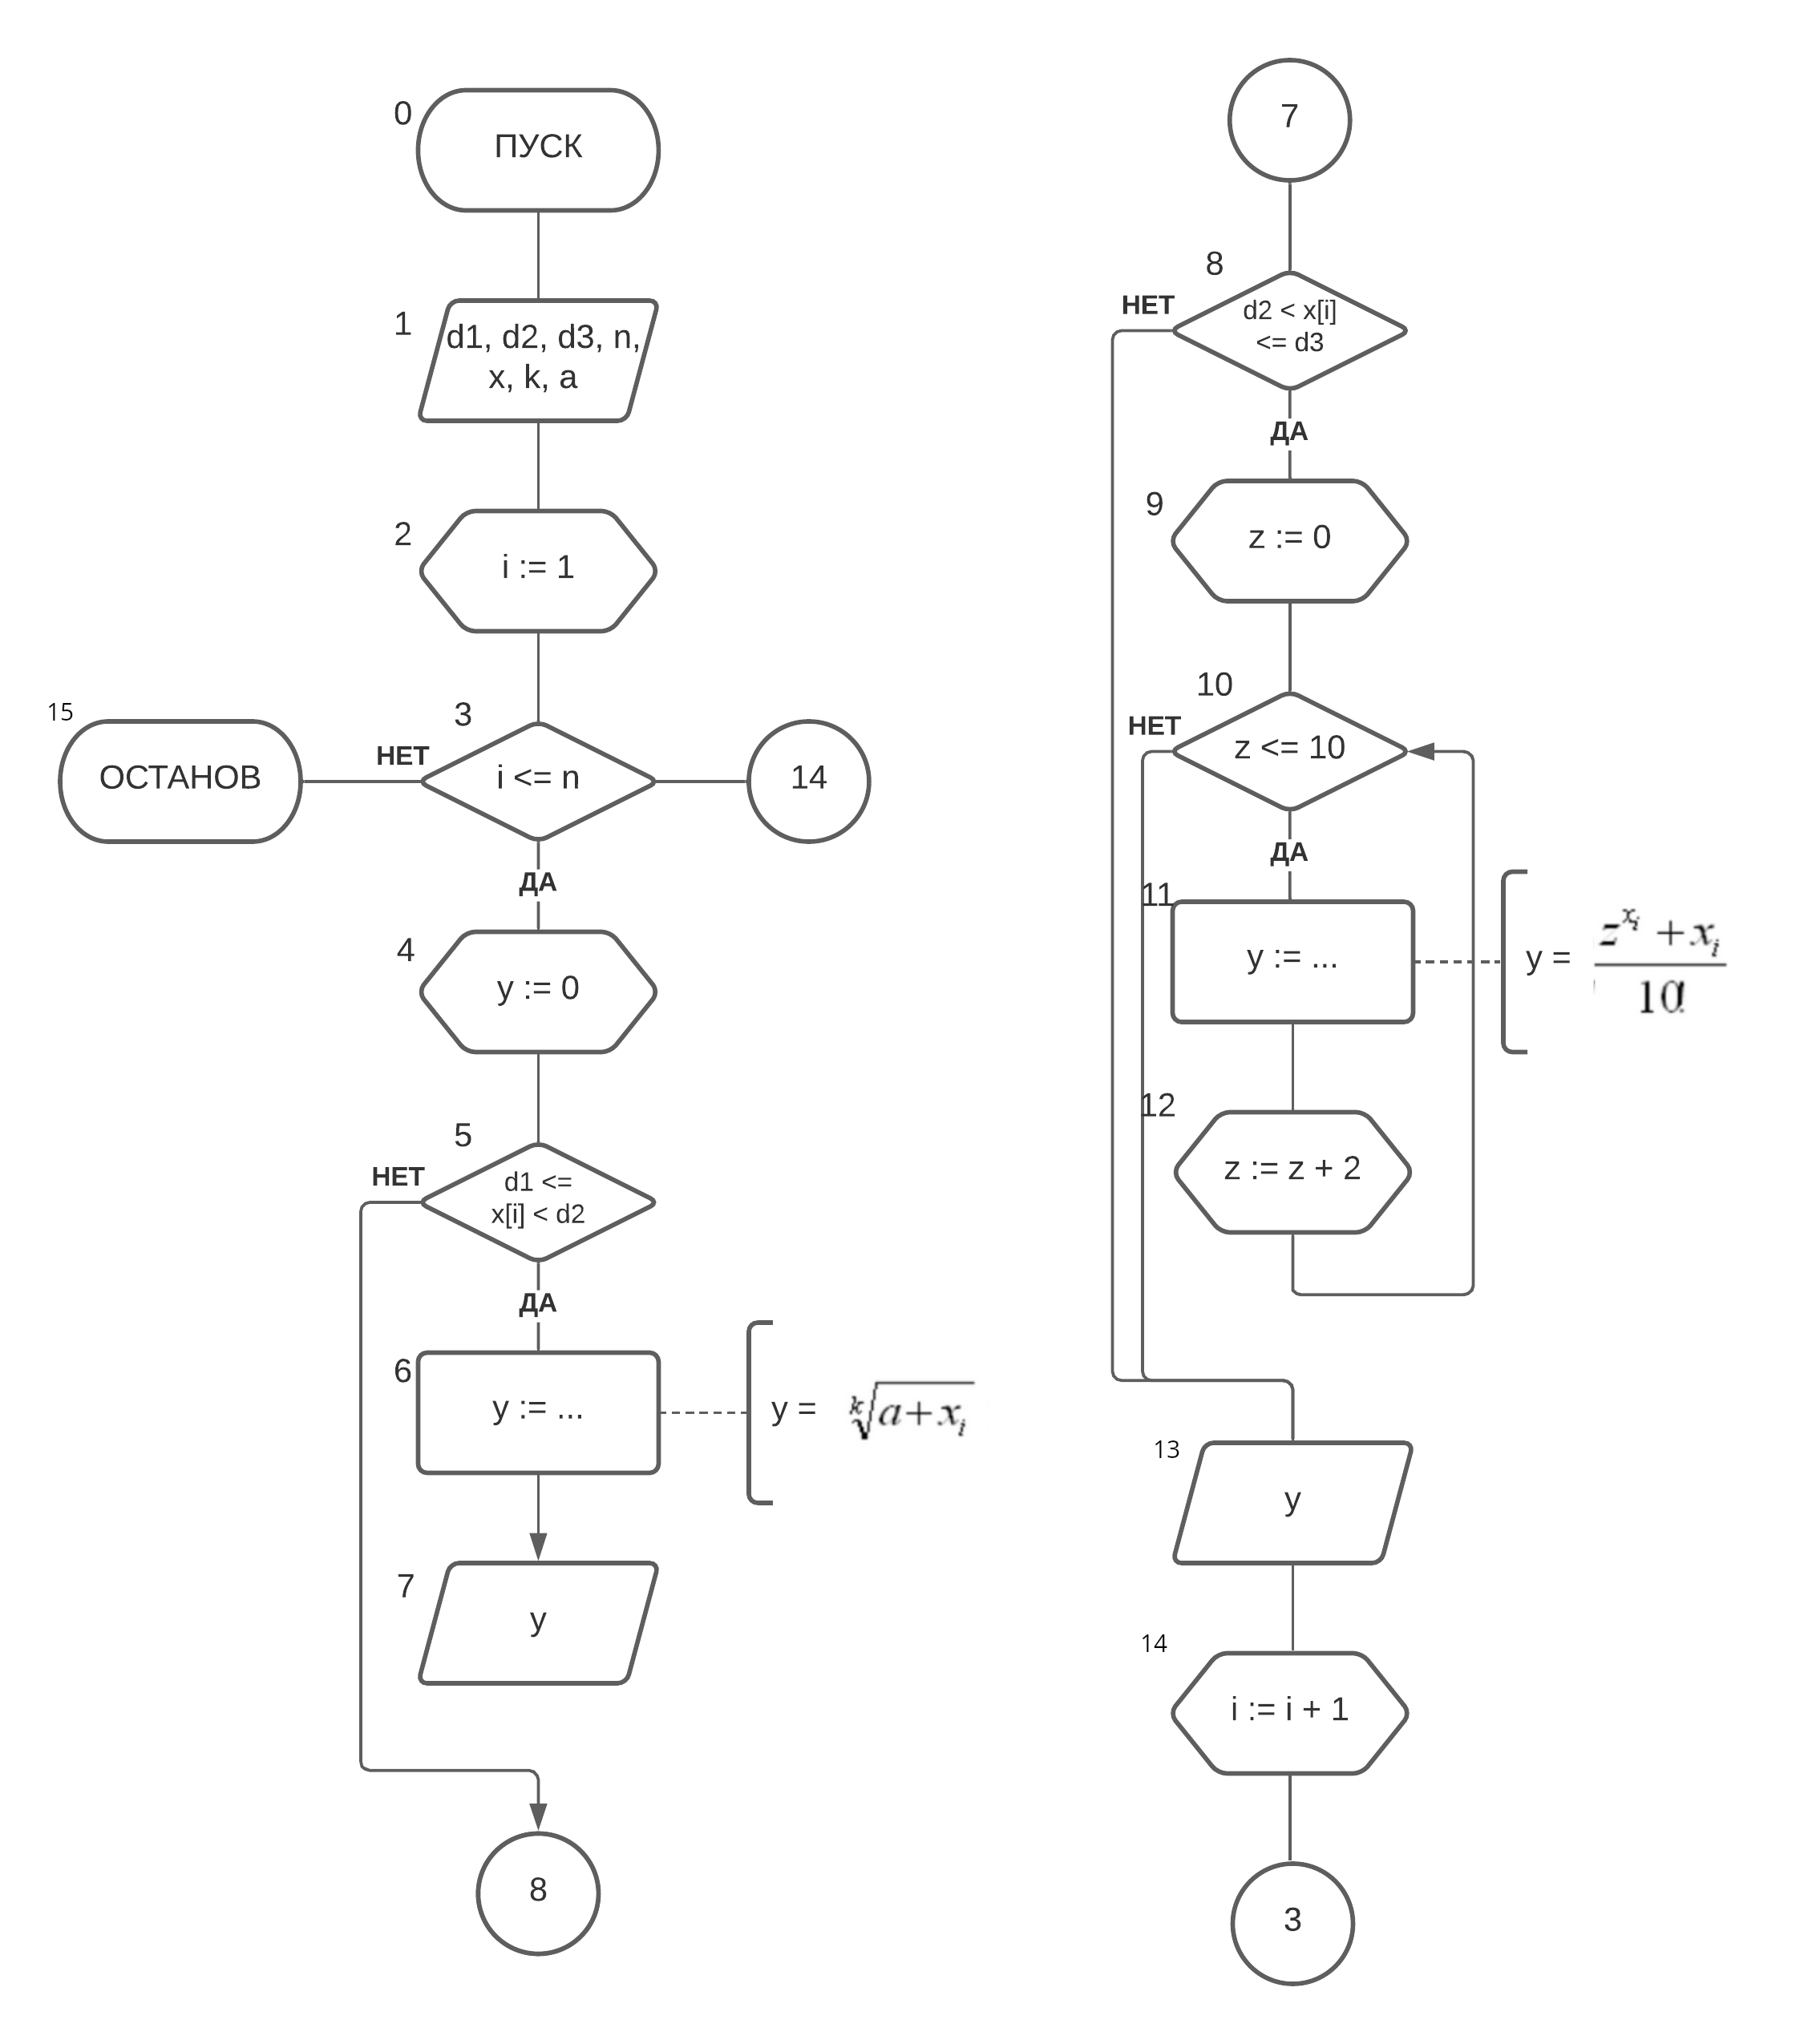 0
ПУСК
1
d1, d2, d3, n,
x, k, a
2
i := 1
15
ОСТАНОВ
НЕТ
3
i <= n
14
ДА
4
y := 0
5
НЕТ
d1 <=
x[i] < d2
ДА
6
y := ...
y = \sqrt[k]{a+x_i}
7
y
8
7
8
НЕТ
d2 < x[i]
<= d3
ДА
9
z := 0
10
НЕТ
z <= 10
ДА
11
y := ...
y = \frac{z^{x_i} + x_i}{10}
12
z := z + 2
13
y
14
i := i + 1
3